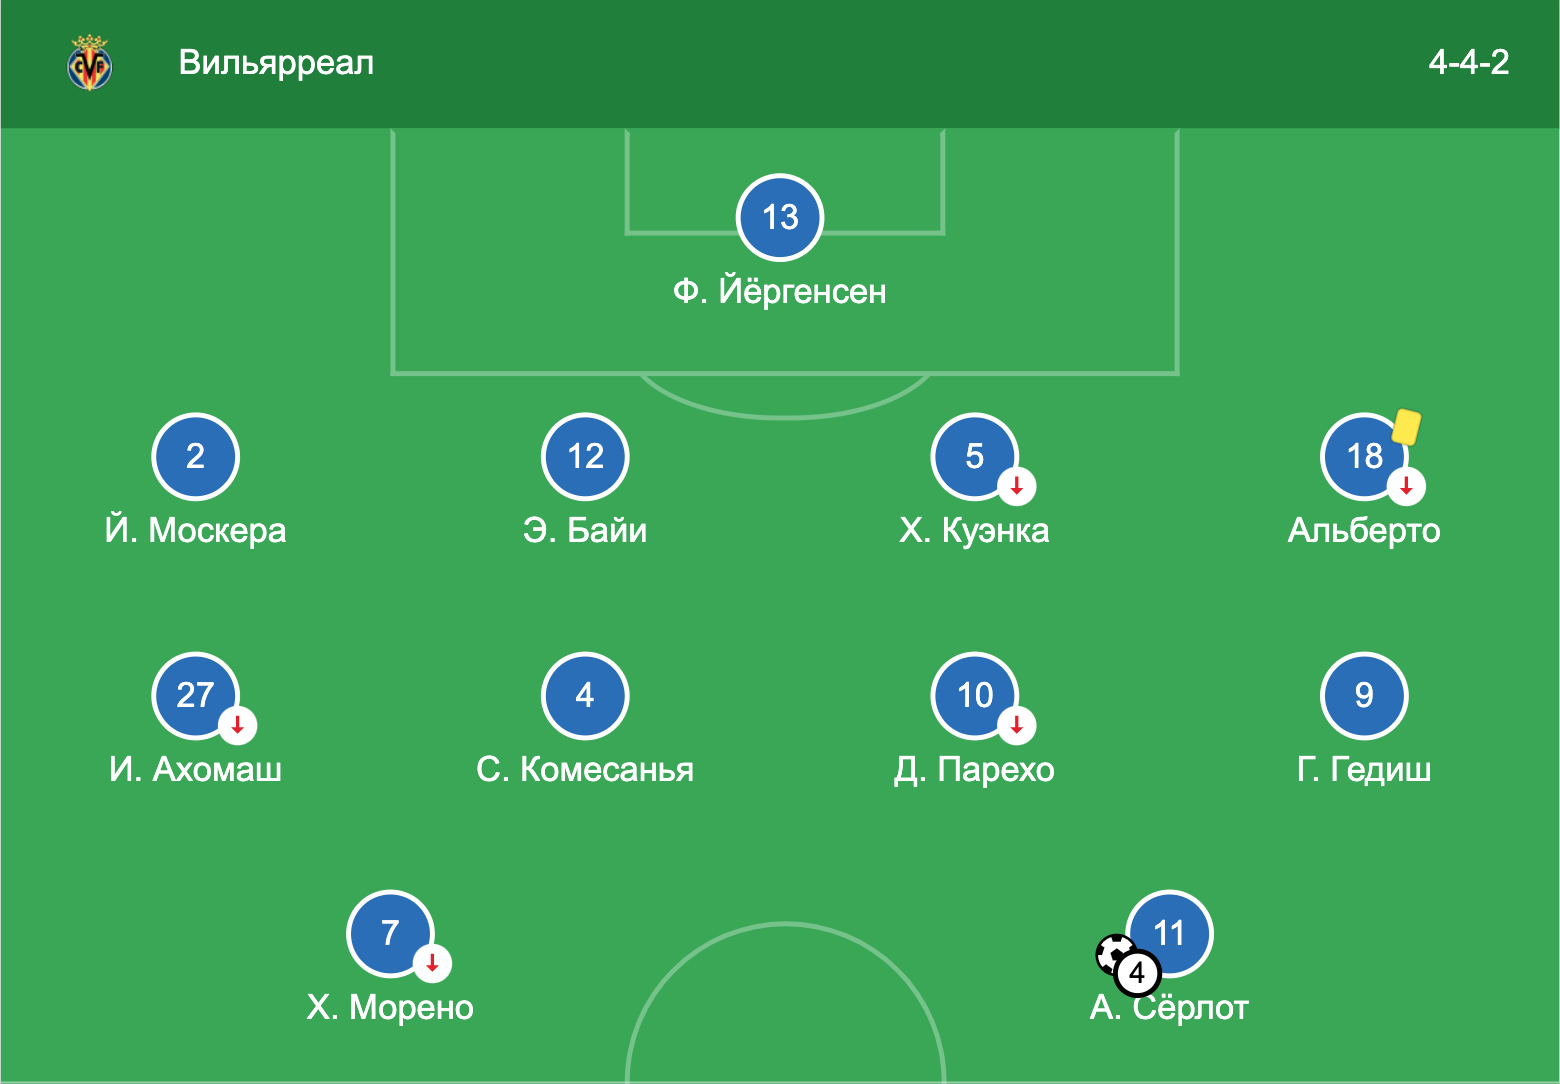 Вильярреал
4-4-2
13
Ф. Йёргенсен
2
12
5
18
Й. Москера
Э. Байи
Х. Куэнка
Альберто
27
4
10
9
И. Ахомаш
С. Комесанья
Д. Парехо
Г. Гедиш
7
11
4
Х. Морено
А. Сёрлот